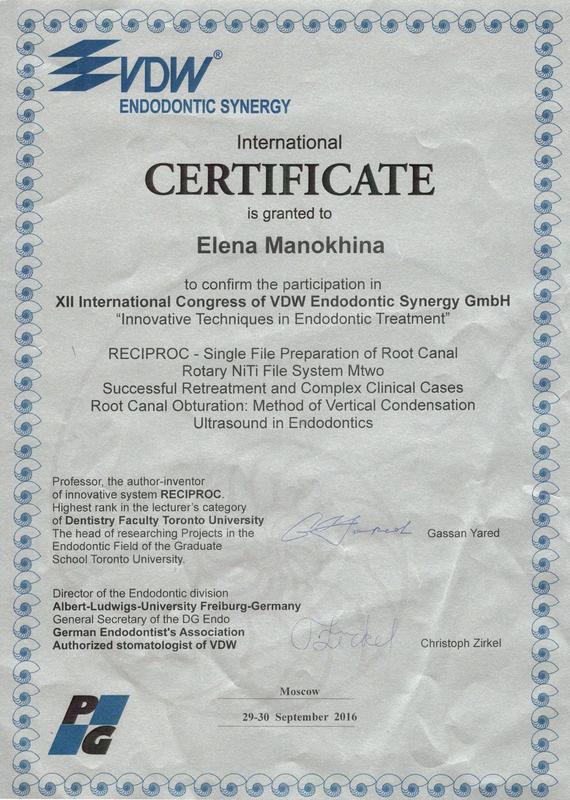 VDW®
ENDODONTIC SYNERGY
International
CERTIFICATE
is granted to
Elena Manokhina
to confirm the participation in
XII International Congress of VDW Endodontic Synergy GmbH
“Innovative Techniques in Endodontic Treatment”
RECIPROC - Single File Preparation of Root Canal
Rotary NiTi File System Mtwo
Successful Retreatment and Complex Clinical Cases
Root Canal Obturation: Method of Vertical Condensation
Ultrasound in Endodontics
Professor, the author-inventor
of innovative system RECIPROC.
Highest rank in the lecturer's category
of Dentistry Faculty Toronto University
The head of researching Projects in the
Endodontic Field of the Graduate
School Toronto University.
Gassan Yared
Director of the Endodontic division
Albert-Ludwigs-University Freiburg-Germany
General Secretary of the DG Endo
German Endodontist's Association
Authorized stomatologist of VDW
Christoph Zirkel
Moscow
29-30 September 2016
PG